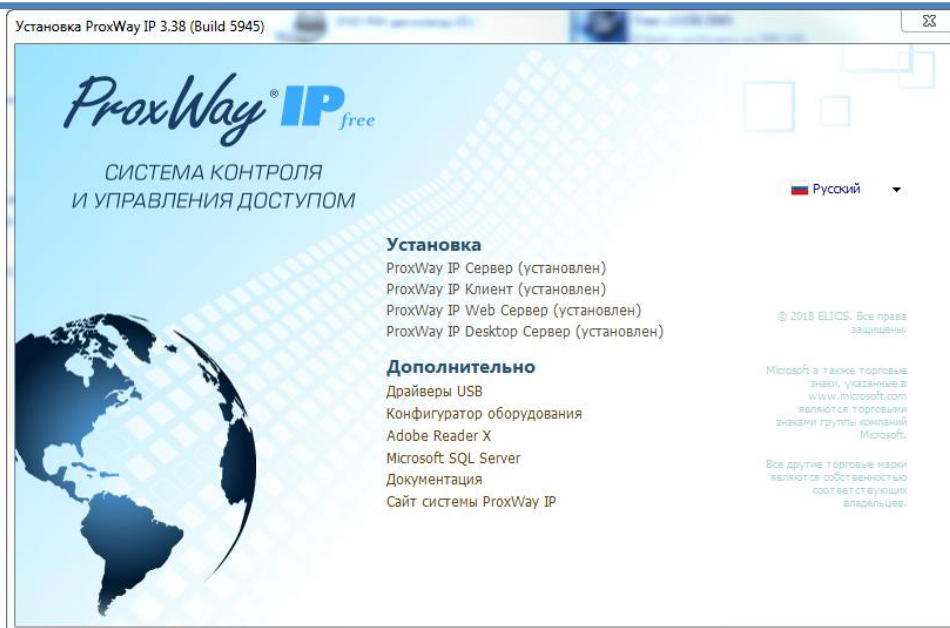 Установка ProxWay IP 3.38 (Build 5945)
ProxWay® IP free
СИСТЕМА КОНТРОЛЯ
И УПРАВЛЕНИЯ ДОСТУПОМ
Русский
Установка
ProxWay IP Сервер (установлен)
ProxWay IP Клиент (установлен)
ProxWay IP Web Сервер (установлен)
ProxWay IP Desktop Сервер (установлен)
Дополнительно
Драйверы USB
Конфигуратор оборудования
Adobe Reader X
Microsoft SQL Server
Документация
Сайт системы ProxWay IP
© 2018 ELICS. Все права
защищены.
Microsoft а также торговые
знаки, указанные в
www.microsoft.com
являются торговыми
знаками группы компаний
Microsoft.
Все другие торговые марки
являются собственностью
соответствующих
владельцев.